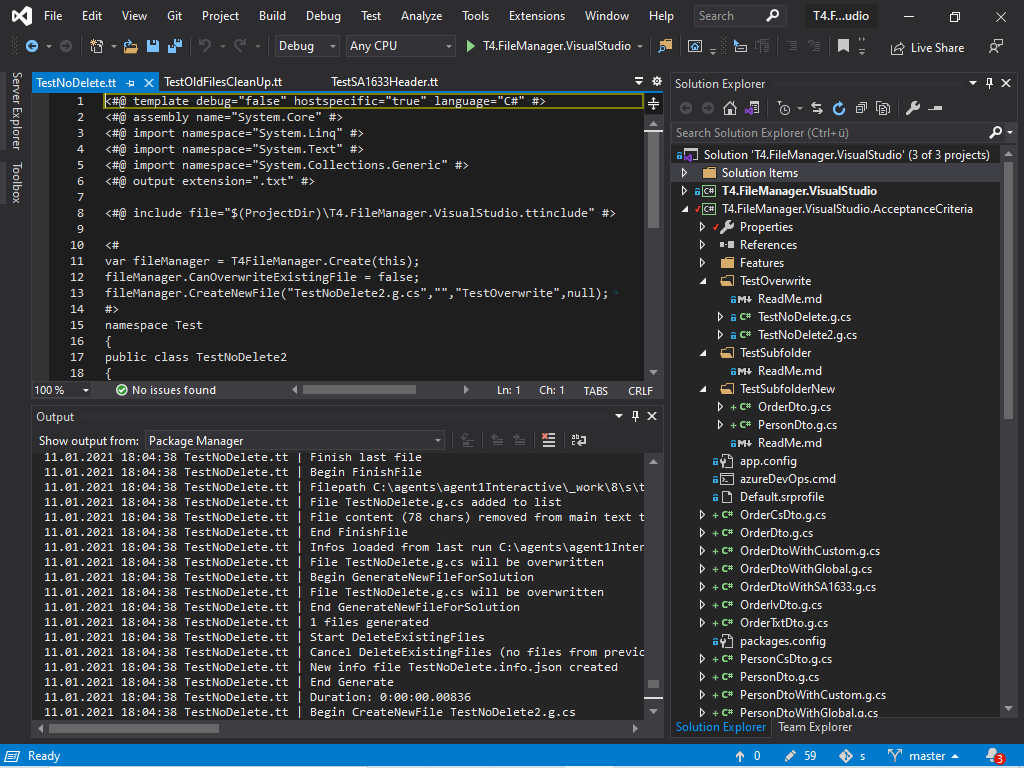 File Edit View Git Project Build Debug Test Analyze Tools Extensions Window Help Search T4.F...udio
Debug Any CPU T4.FileManager.VisualStudio Live Share
Server Explorer
Toolbox
TestNoDelete.tt TestOldFilesCleanUp.tt TestSA1633Header.tt
1 <#@ template debug="false" hostspecific="true" language="C#" #>
2 <#@ assembly name="System.Core" #>
3 <#@ import namespace="System.Linq" #>
4 <#@ import namespace="System.Text" #>
5 <#@ import namespace="System.Collections.Generic" #>
6 <#@ output extension=".txt" #>
7
8 <#@ include file="$(ProjectDir)\T4.FileManager.VisualStudio.ttinclude" #>
9
10 <#
11 var fileManager = T4FileManager.Create(this);
12 fileManager.CanOverwriteExistingFile = false;
13 fileManager.CreateNewFile("TestNoDelete2.g.cs","","TestOverwrite",null);
14 #>
15 namespace Test
16 {
17 public class TestNoDelete2
18 {
100 % No issues found Ln: 1 Ch: 1 TABS CRLF
Output
Show output from: Package Manager
11.01.2021 18:04:38 TestNoDelete.tt | Finish last file
11.01.2021 18:04:38 TestNoDelete.tt | Begin FinishFile
11.01.2021 18:04:38 TestNoDelete.tt | Filepath C:\agents\agent1Interactive\_work\8\s\t
11.01.2021 18:04:38 TestNoDelete.tt | File TestNoDelete.g.cs added to list
11.01.2021 18:04:38 TestNoDelete.tt | File content (78 chars) removed from main text t
11.01.2021 18:04:38 TestNoDelete.tt | End FinishFile
11.01.2021 18:04:38 TestNoDelete.tt | Infos loaded from last run C:\agents\agent1Inter
11.01.2021 18:04:38 TestNoDelete.tt | File TestNoDelete.g.cs will be overwritten
11.01.2021 18:04:38 TestNoDelete.tt | Begin GenerateNewFileForSolution
11.01.2021 18:04:38 TestNoDelete.tt | File TestNoDelete.g.cs will be overwritten
11.01.2021 18:04:38 TestNoDelete.tt | End GenerateNewFileForSolution
11.01.2021 18:04:38 TestNoDelete.tt | 1 files generated
11.01.2021 18:04:38 TestNoDelete.tt | Start DeleteExistingFiles
11.01.2021 18:04:38 TestNoDelete.tt | Cancel DeleteExistingFiles (no files from previo
11.01.2021 18:04:38 TestNoDelete.tt | New info file TestNoDelete.info.json created
11.01.2021 18:04:38 TestNoDelete.tt | End Generate
11.01.2021 18:04:38 TestNoDelete.tt | Duration: 0:00:00.00836
11.01.2021 18:04:38 TestNoDelete.tt | Begin CreateNewFile TestNoDelete2.g.cs
Solution Explorer
Search Solution Explorer (Ctrl+ü)
Solution 'T4.FileManager.VisualStudio' (3 of 3 projects)
Solution Items
C# T4.FileManager.VisualStudio
C# T4.FileManager.VisualStudio.AcceptanceCriteria
Properties
References
Features
TestOverwrite
M+ ReadMe.md
C# TestNoDelete.g.cs
C# TestNoDelete2.g.cs
TestSubfolder
M+ ReadMe.md
TestSubfolderNew
+ C# OrderDto.g.cs
+ C# PersonDto.g.cs
M+ ReadMe.md
app.config
azureDevOps.cmd
Default.srprofile
+ C# OrderCsDto.g.cs
+ C# OrderDto.g.cs
+ C# OrderDtoWithCustom.g.cs
+ C# OrderDtoWithGlobal.g.cs
+ C# OrderDtoWithSA1633.g.cs
+ C# OrderIvDto.g.cs
+ C# OrderTxtDto.g.cs
packages.config
+ C# PersonCsDto.g.cs
+ C# PersonDto.g.cs
+ C# PersonDtoWithCustom.g.cs
+ C# PersonDtoWithGlobal.g.cs
Solution Explorer Team Explorer
Ready 0 59 s master 3